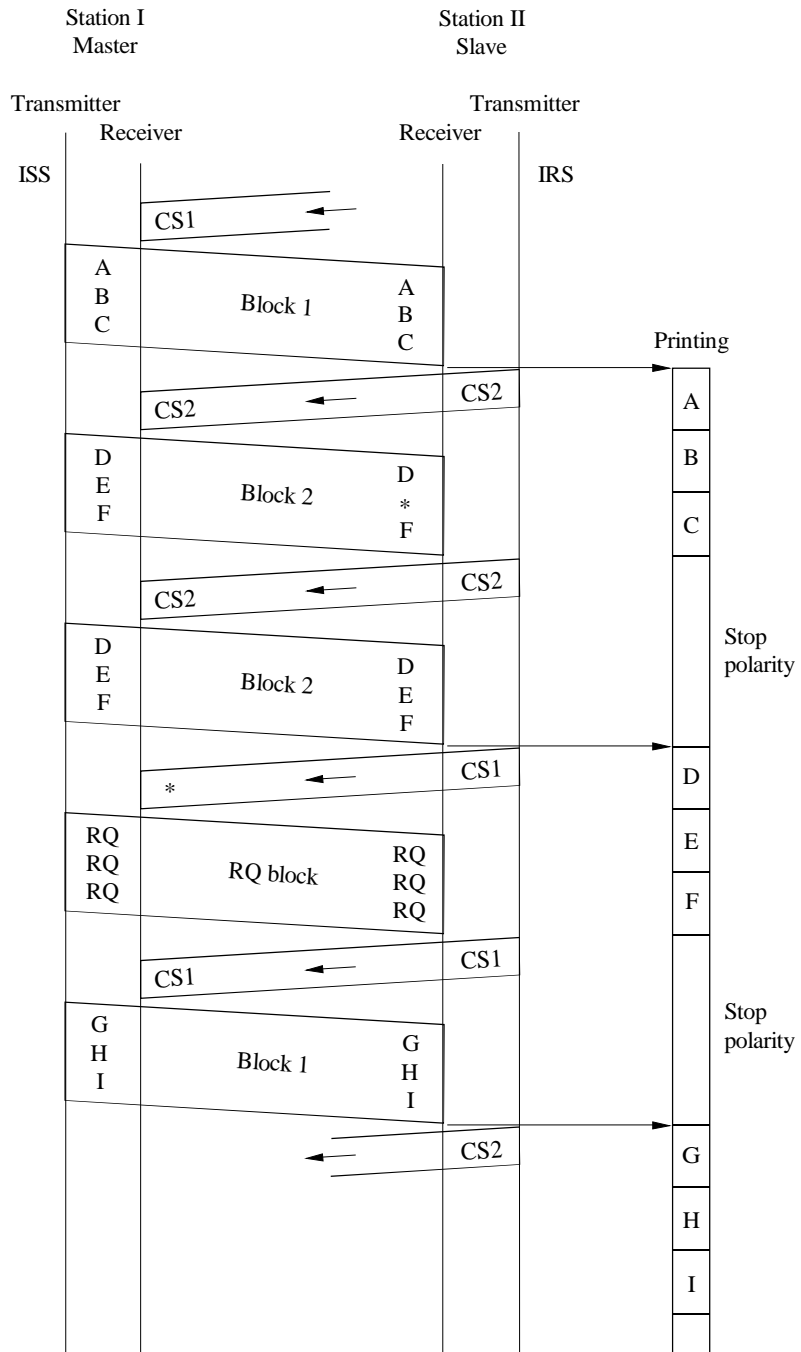 Station I
Master
Station II
Slave
Transmitter
Receiver
Receiver
Transmitter
ISS
IRS
CS1
A
B
C
Block 1
A
B
C
Printing
CS2
CS2
A
D
E
F
Block 2
D
*
F
B
C
CS2
CS2
D
E
F
Block 2
D
E
F
Stop
polarity
*
CS1
D
RQ
RQ
RQ
RQ block
RQ
RQ
RQ
E
F
CS1
CS1
G
H
I
Block 1
G
H
I
Stop
polarity
CS2
G
H
I